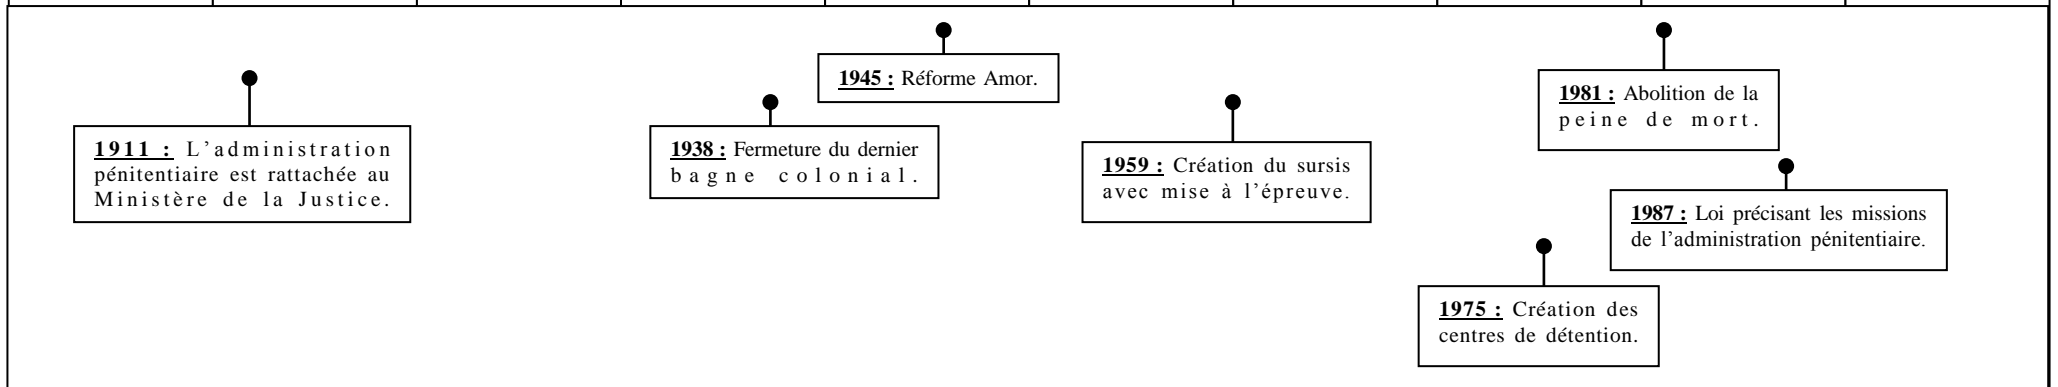 1945 : Réforme Amor.
1911 : L'administration
pénitentiaire est rattachée au
Ministère de la Justice.
1938 : Fermeture du dernier
bagne colonial.
1959 : Création du sursis
avec mise à l'épreuve.
1981 : Abolition de la
peine de mort.
1987 : Loi précisant les missions
de l'administration pénitentiaire.
1975 : Création des
centres de détention.